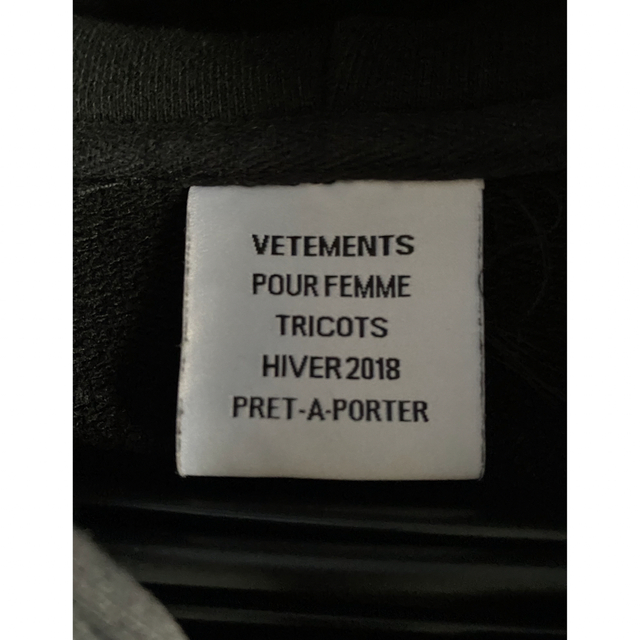 VETEMENTS
POUR FEMME
TRICOTS
HIVER 2018
PRET-A-PORTER